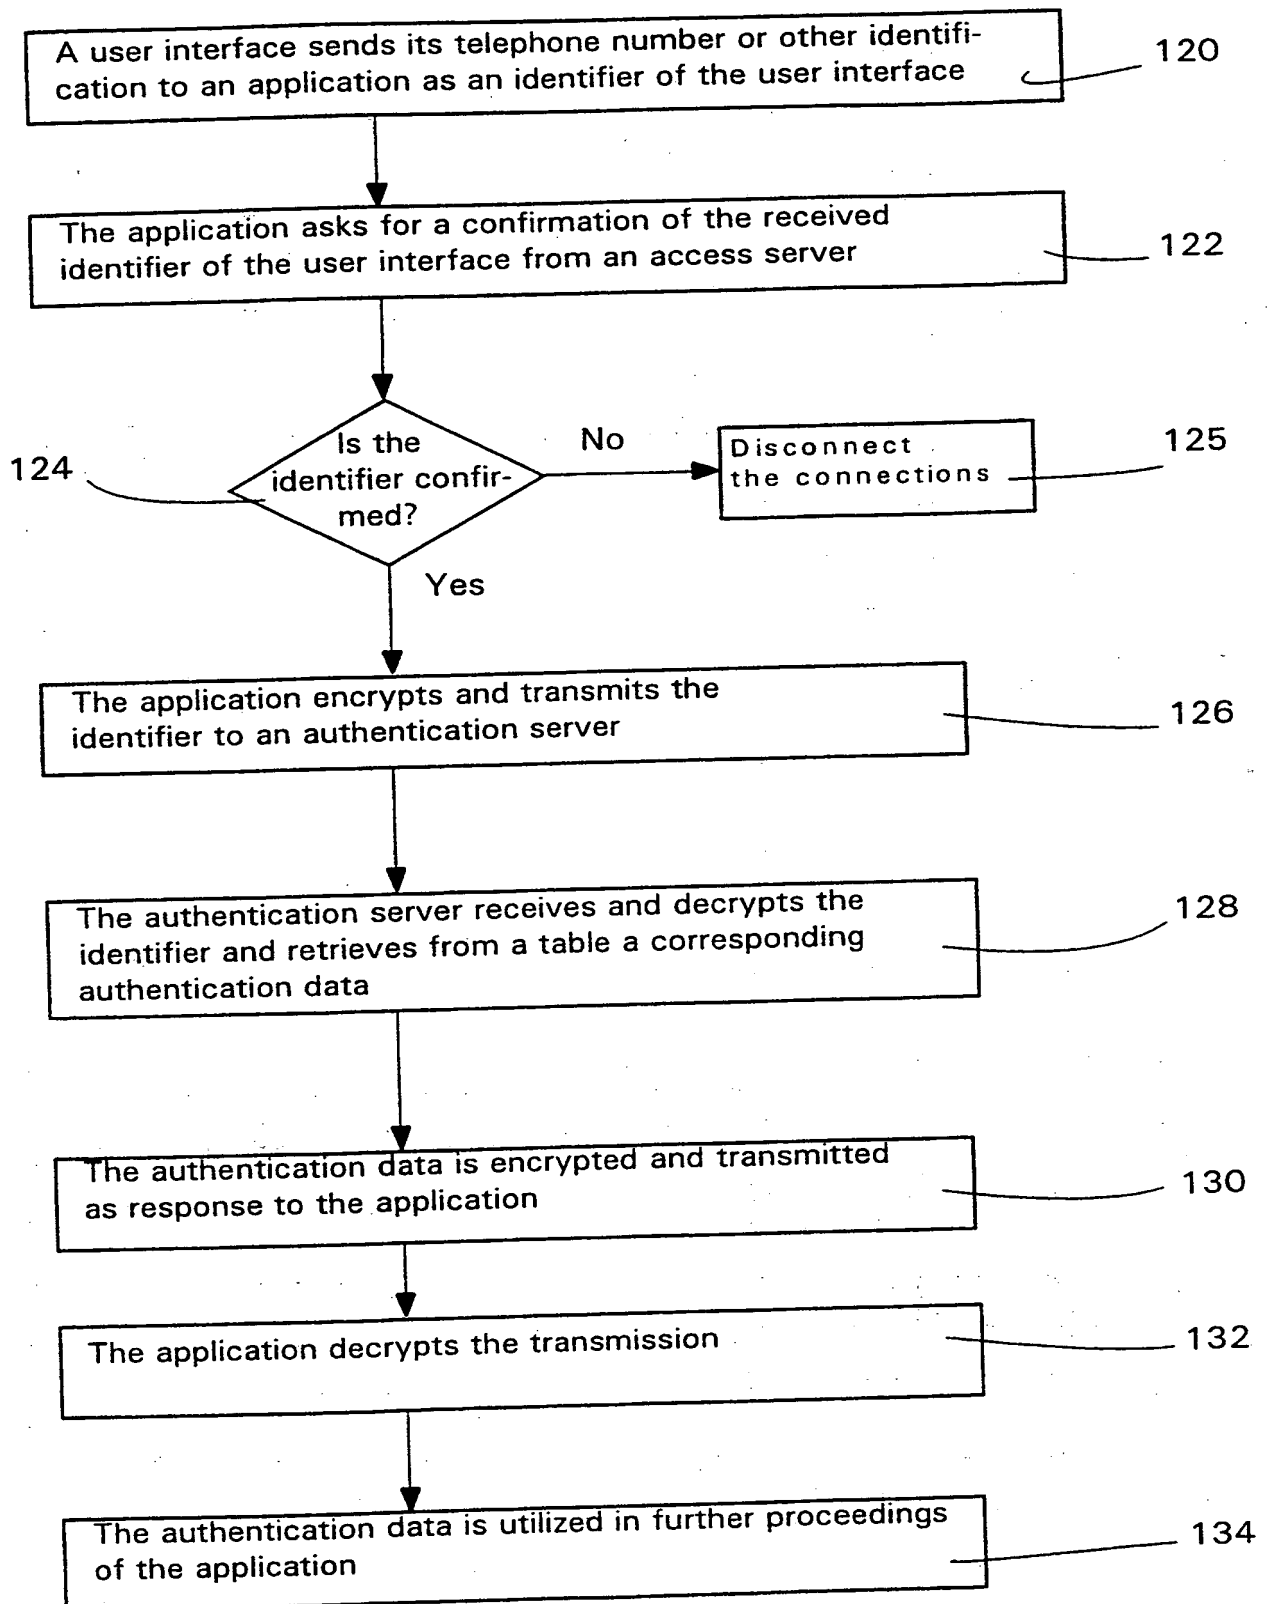 A user interface sends its telephone number or other identifi-
cation to an application as an identifier of the user interface
120
The application asks for a confirmation of the received
identifier of the user interface from an access server
122
Is the
identifier confir-
med?
124
No
Disconnect
the connections
125
Yes
The application encrypts and transmits the
identifier to an authentication server
126
The authentication server receives and decrypts the
identifier and retrieves from a table a corresponding
authentication data
128
The authentication data is encrypted and transmitted
as response to the application
130
The application decrypts the transmission
132
The authentication data is utilized in further proceedings
of the application
134